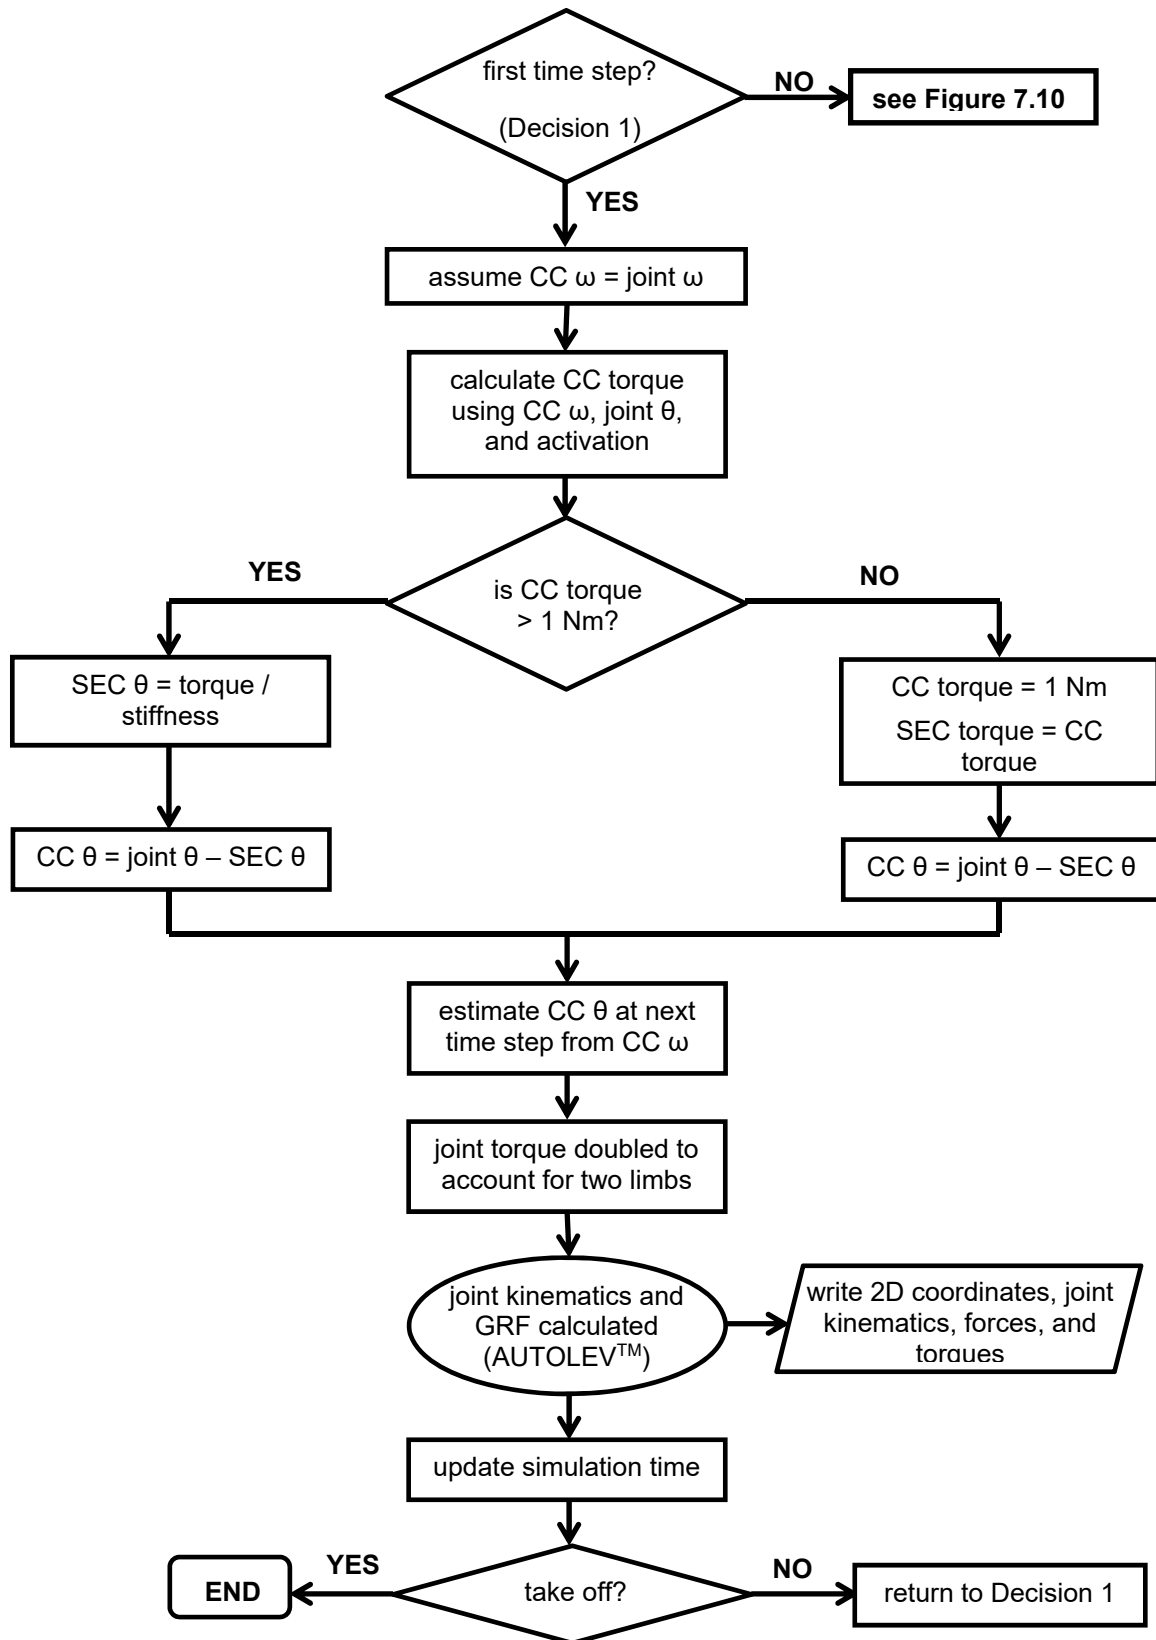 first time step?
(Decision 1)
NO
see Figure 7.10
YES
assume CC ω = joint ω
calculate CC torque
using CC ω, joint θ,
and activation
YES
is CC torque
> 1 Nm?
NO
SEC θ = torque /
stiffness
CC torque = 1 Nm
SEC torque = CC
torque
CC θ = joint θ – SEC θ
CC θ = joint θ – SEC θ
estimate CC θ at next
time step from CC ω
joint torque doubled to
account for two limbs
joint kinematics and
GRF calculated
(AUTOLEV™)
write 2D coordinates, joint
kinematics, forces, and
torques
update simulation time
YES
END
take off?
NO
return to Decision 1